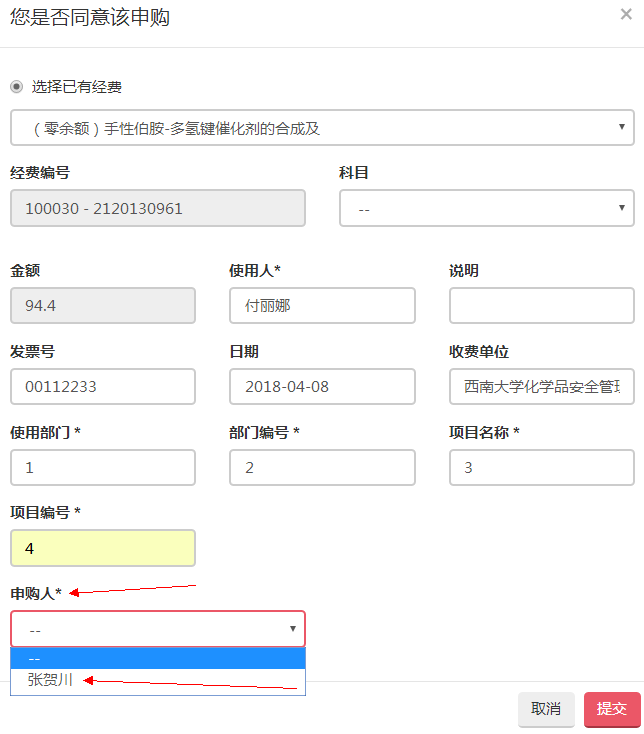 您是否同意该申购 ×
选择已有经费
（零余额）手性伯胺-多氢键催化剂的合成及
经费编号 科目
100030 - 2120130961 --
金额 使用人* 说明
94.4 付丽娜
发票号 日期 收费单位
00112233 2018-04-08 西南大学化学品安全管
使用部门 * 部门编号 * 项目名称 *
1 2 3
项目编号 *
4
申购人*
--
--
张贺川
取消 提交